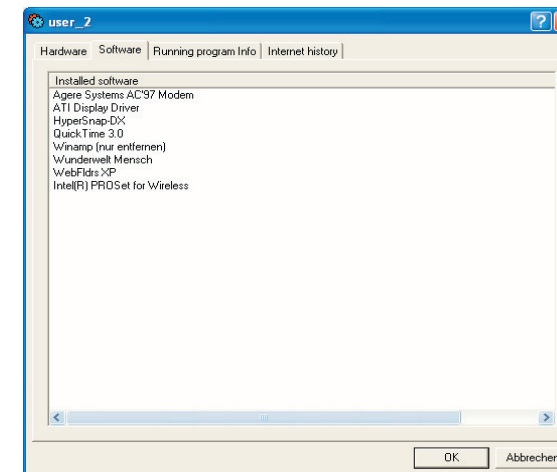 user_2
Hardware Software Running program Info Internet history
Installed software
Agere Systems AC'97 Modem
ATI Display Driver
HyperSnap-DX
QuickTime 3.0
Winamp (nur entfernen)
Wunderwelt Mensch
WebFldrs XP
Intel(R) PROSet for Wireless
OK Abbrechen